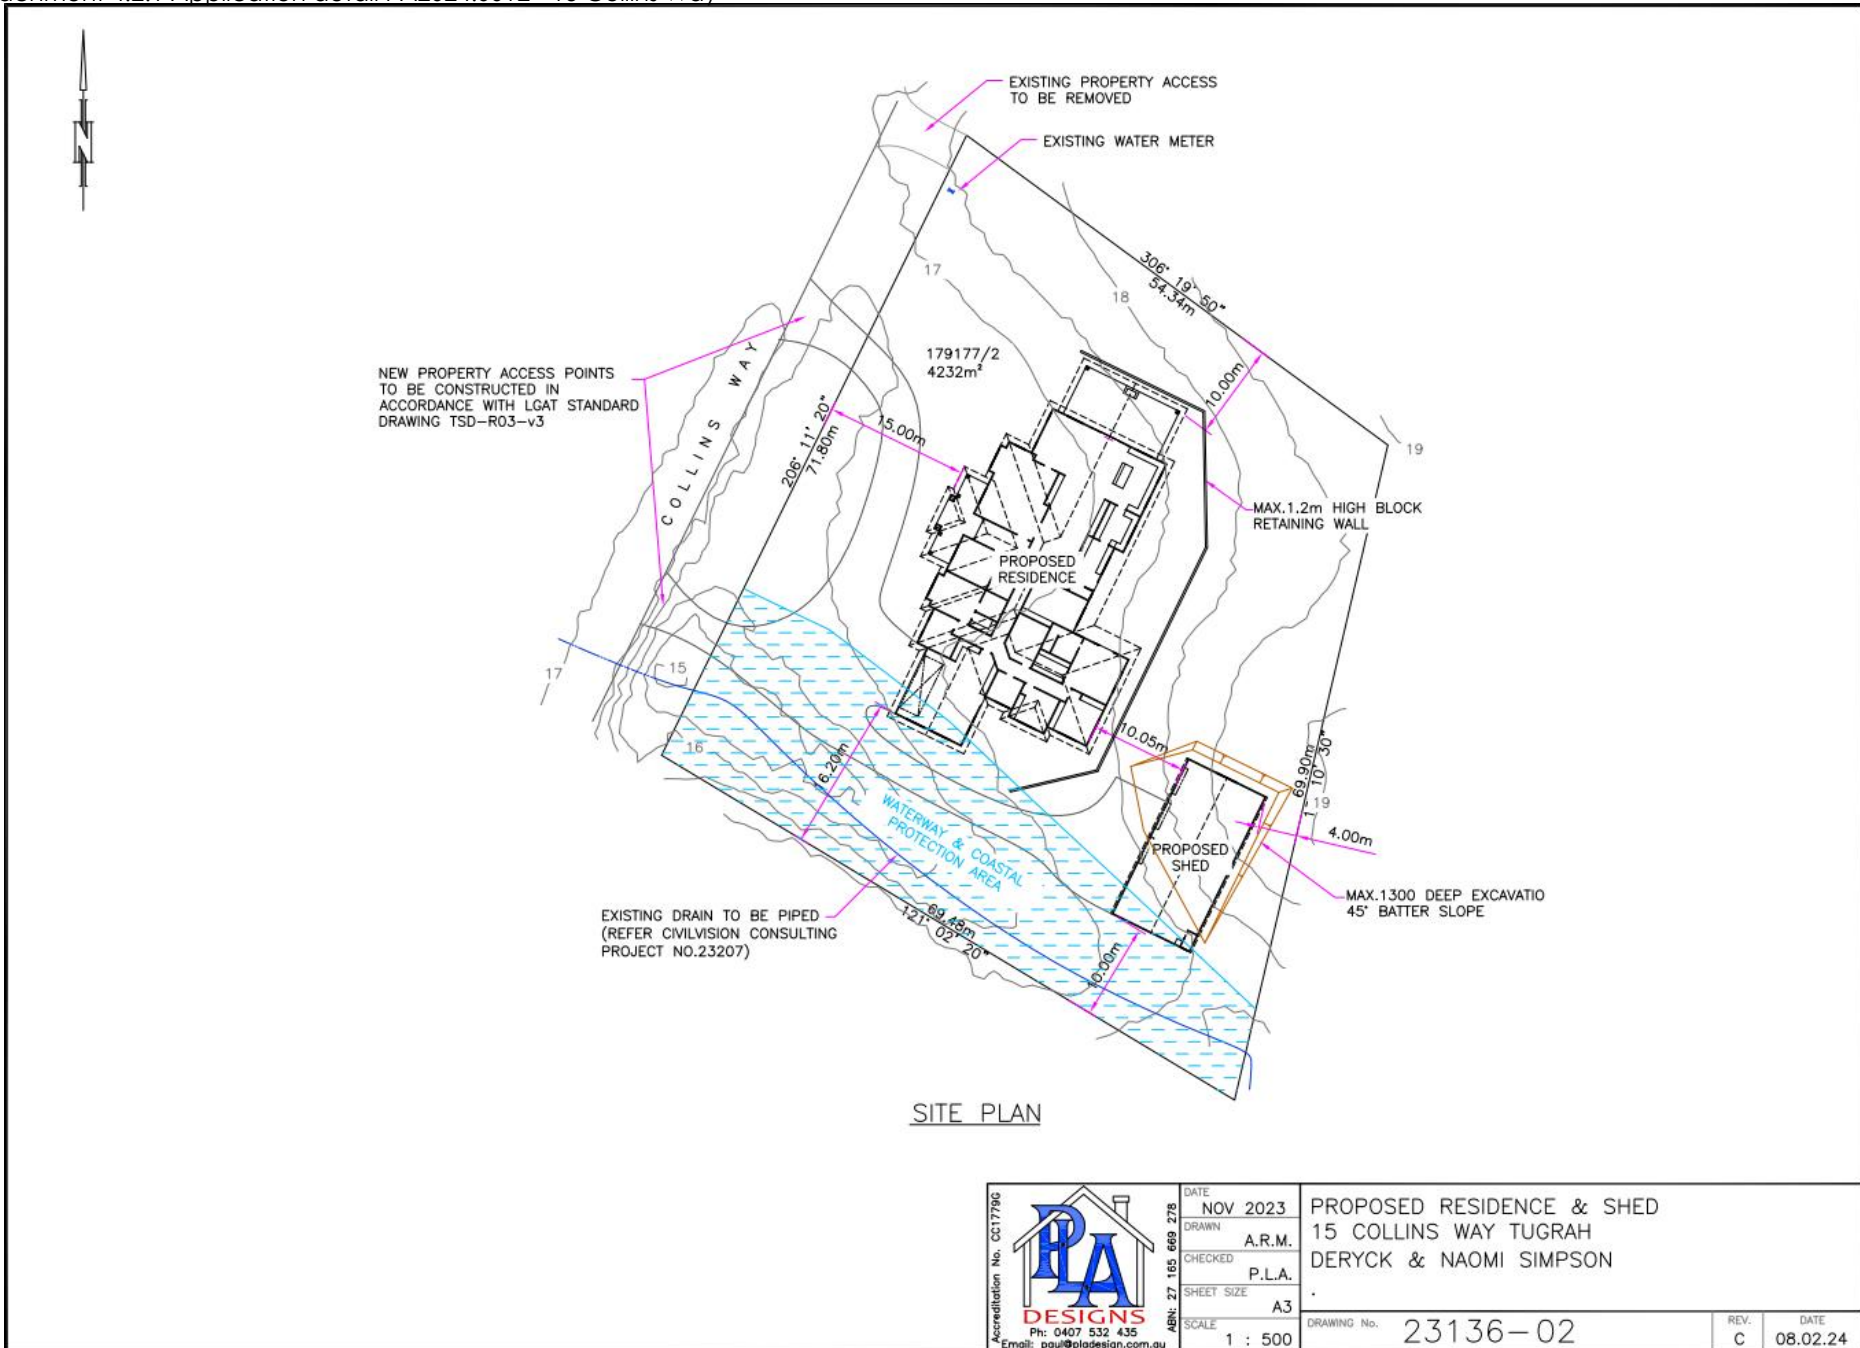 EXISTING PROPERTY ACCESS
TO BE REMOVED
EXISTING WATER METER
N
17
18
306° 19' 50"
54.34m
179177/2
4232m²
10.00m
NEW PROPERTY ACCESS POINTS
TO BE CONSTRUCTED IN
ACCORDANCE WITH LGAT STANDARD
DRAWING TSD-R03-v3
COLLINS WAY
206° 11' 20"
71.80m
15.00m
19
MAX.1.2m HIGH BLOCK
RETAINING WALL
PROPOSED
RESIDENCE
17
15
16
16.20m
10.05m
69.90m
10' 30"
19
4.00m
WATERWAY & COASTAL
PROTECTION AREA
PROPOSED
SHED
MAX.1300 DEEP EXCAVATIO
45° BATTER SLOPE
EXISTING DRAIN TO BE PIPED
(REFER CIVILVISION CONSULTING
PROJECT NO.23207)
69.48m
121° 02' 20"
10.00m
SITE PLAN
Accreditation No. CC1779G
PLA
DESIGNS
Ph: 0407 532 435
Email: paul@pladesign.com.au
ABN: 27 165 669 278
DATE
NOV 2023
DRAWN
A.R.M.
CHECKED
P.L.A.
SHEET SIZE
A3
SCALE
1 : 500
PROPOSED RESIDENCE & SHED
15 COLLINS WAY TUGRAH
DERYCK & NAOMI SIMPSON
.
DRAWING No.
23136-02
REV.
C
DATE
08.02.24